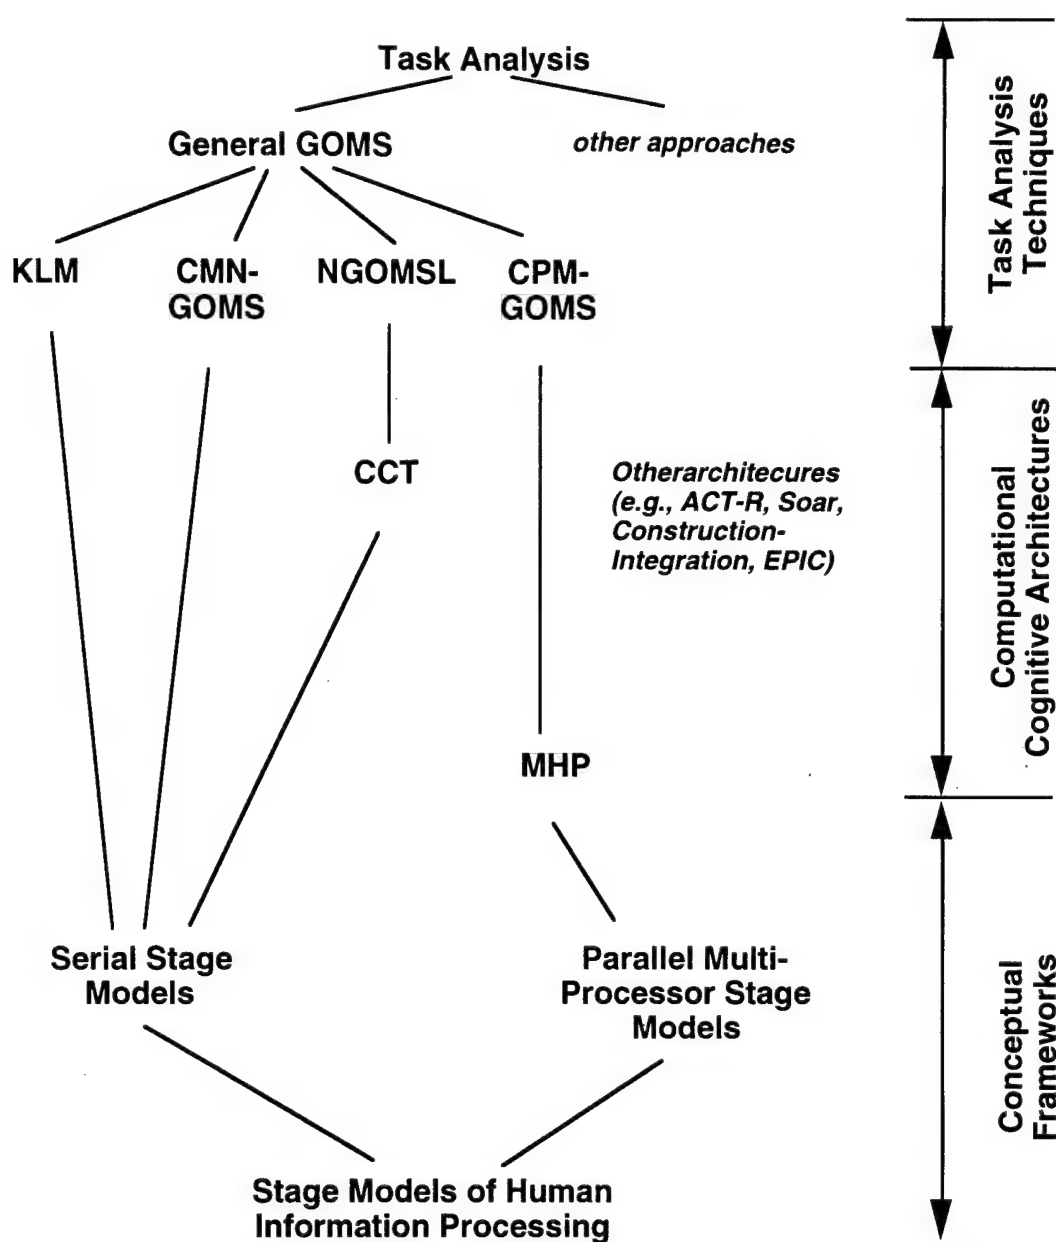 Task Analysis
General GOMS
other approaches
KLM
CMN-
GOMS
NGOMSL
CPM-
GOMS
CCT
Otherarchitecures
(e.g., ACT-R, Soar,
Construction-
Integration, EPIC)
MHP
Serial Stage
Models
Parallel Multi-
Processor Stage
Models
Stage Models of Human
Information Processing
Task Analysis
Techniques
Computational
Cognitive Architectures
Conceptual
Frameworks